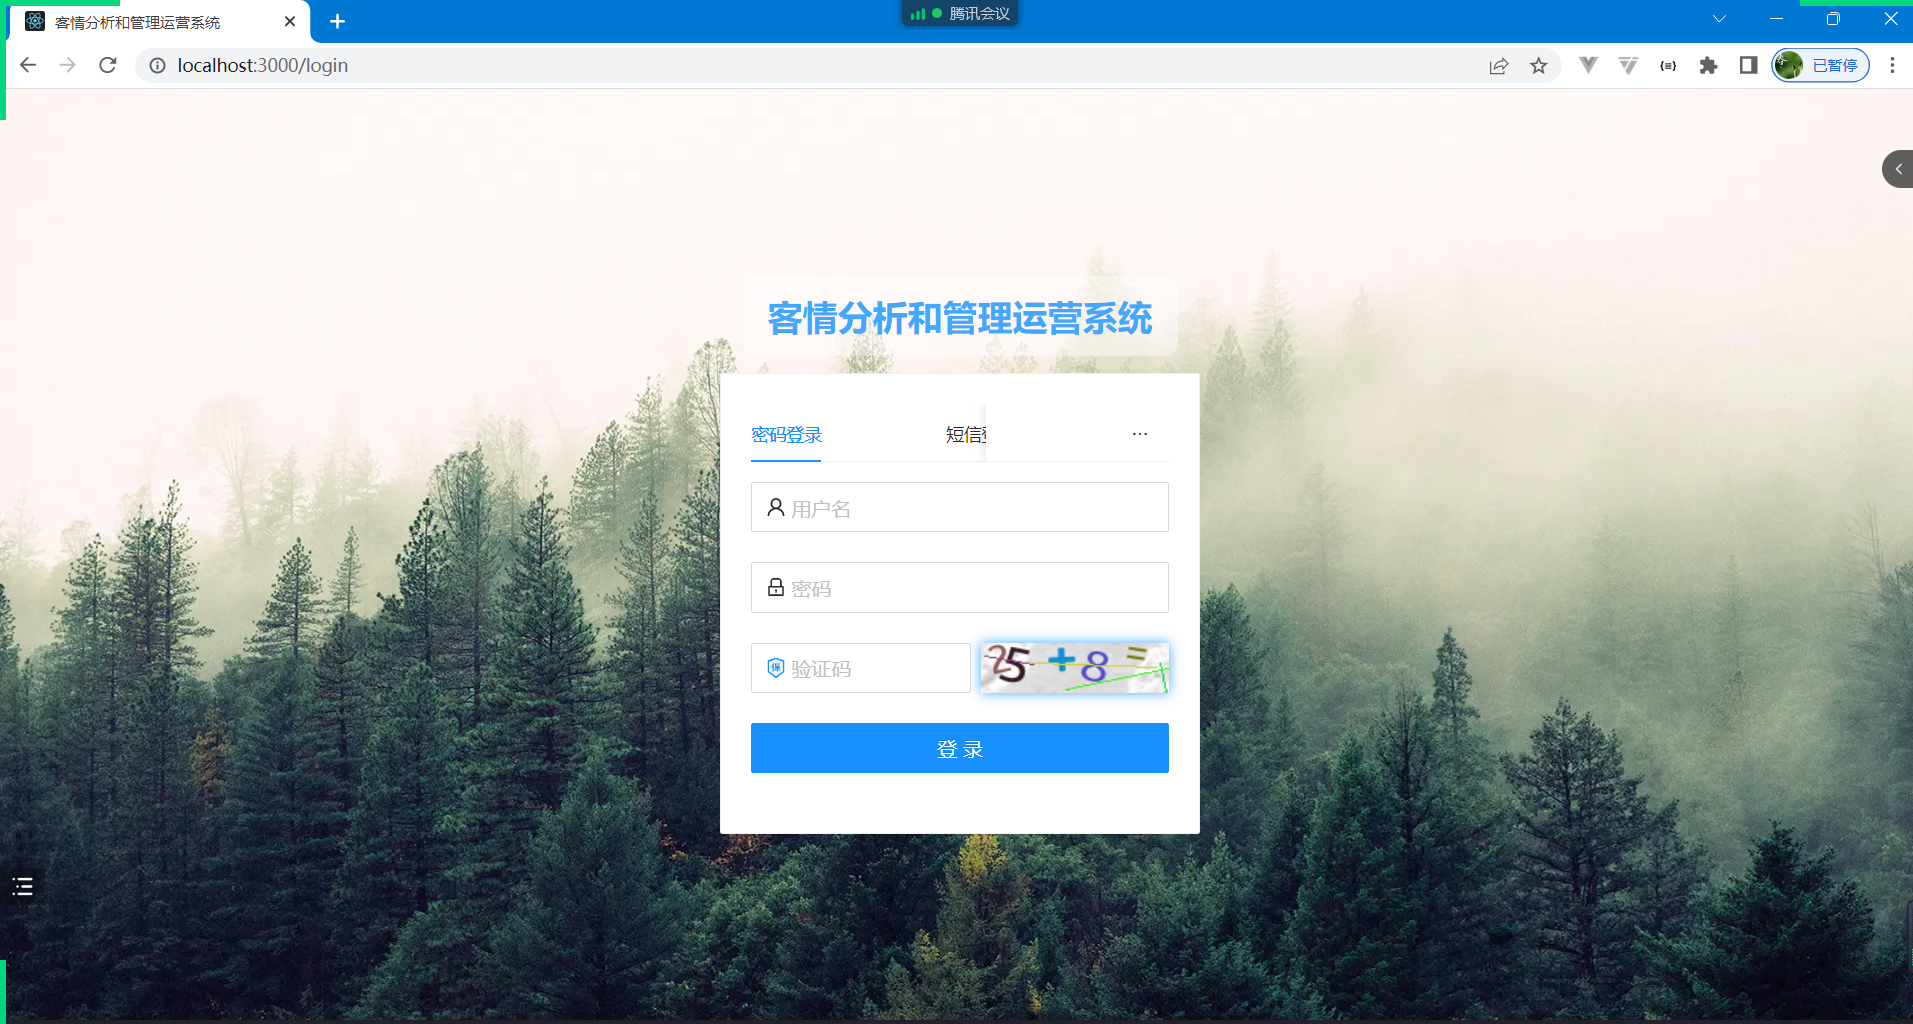 客情分析和管理运营系统
腾讯会议
localhost:3000/login
已暂停
客情分析和管理运营系统
密码登录
短信
用户名
密码
保 验证码
25 + 8 =
登 录